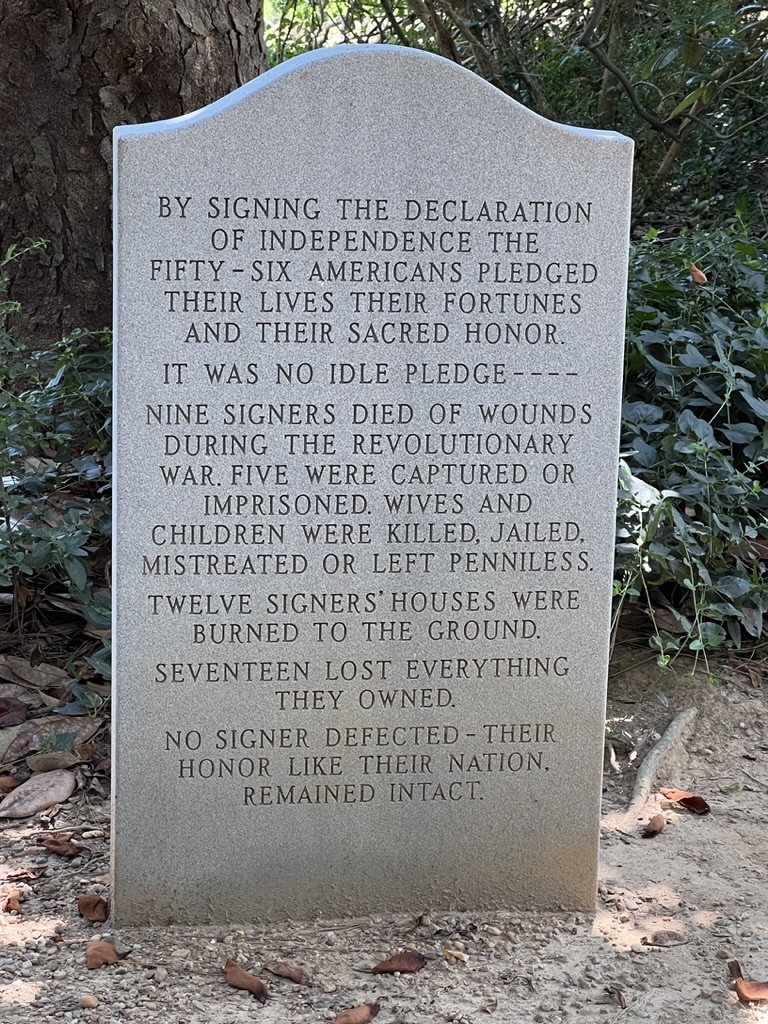 BY SIGNING THE DECLARATION
OF INDEPENDENCE THE
FIFTY-SIX AMERICANS PLEDGED
THEIR LIVES THEIR FORTUNES
AND THEIR SACRED HONOR.
IT WAS NO IDLE PLEDGE----
NINE SIGNERS DIED OF WOUNDS
DURING THE REVOLUTIONARY
WAR. FIVE WERE CAPTURED OR
IMPRISONED. WIVES AND
CHILDREN WERE KILLED, JAILED,
MISTREATED OR LEFT PENNILESS.
TWELVE SIGNERS' HOUSES WERE
BURNED TO THE GROUND.
SEVENTEEN LOST EVERYTHING
THEY OWNED.
NO SIGNER DEFECTED-THEIR
HONOR LIKE THEIR NATION,
REMAINED INTACT.